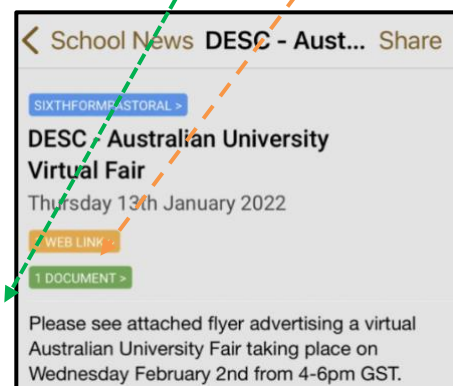 School News DESC - Aust... Share
SIXTHFORMPASTORAL >
DESC - Australian University
Virtual Fair
Thursday 13th January 2022
WEB LINK >
1 DOCUMENT >
Please see attached flyer advertising a virtual
Australian University Fair taking place on
Wednesday February 2nd from 4-6pm GST.